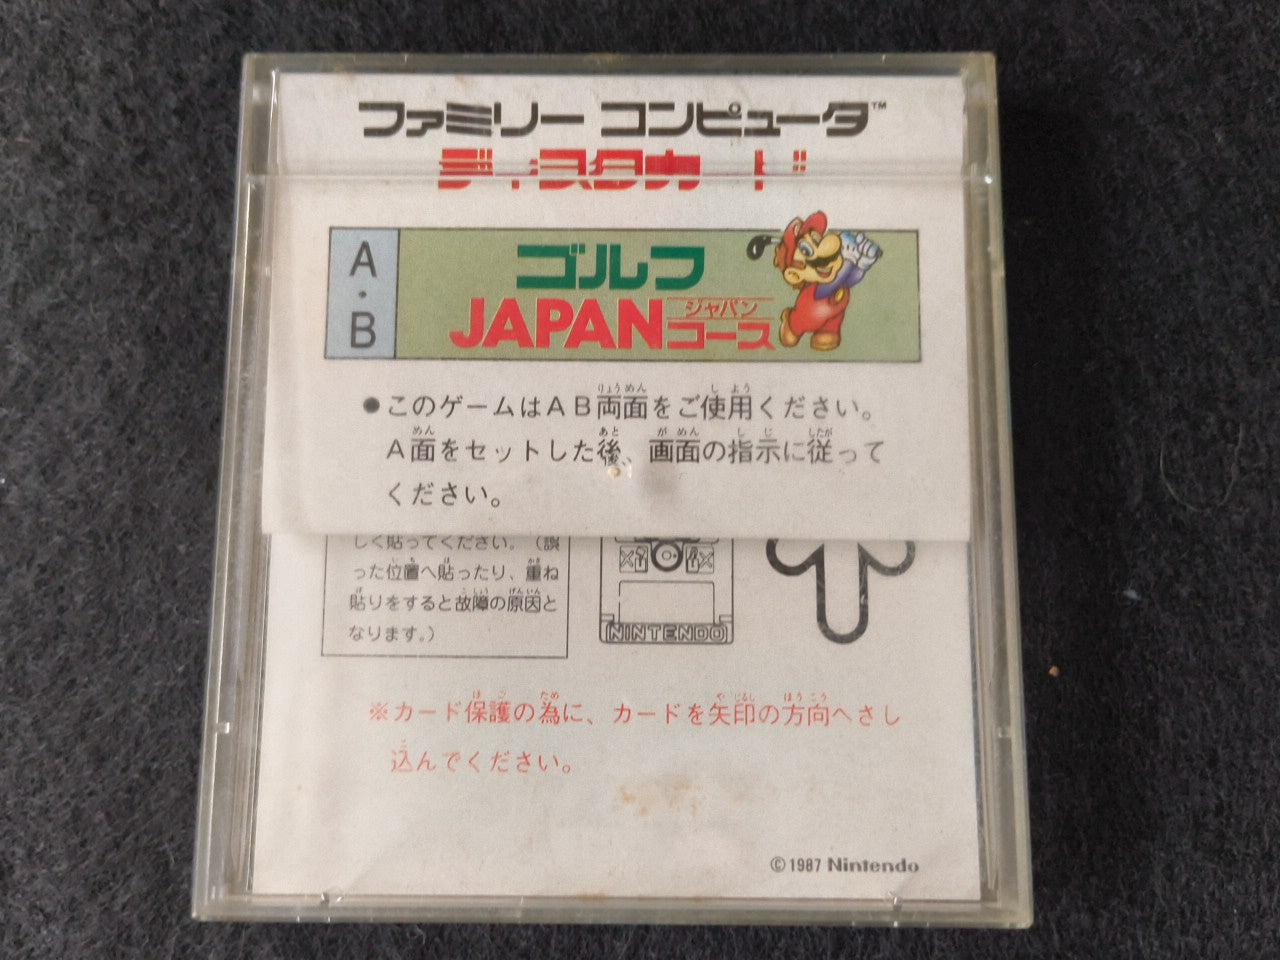 ファミリー コンピュータ™
ディスクカード
A・B
ゴルフ
JAPAN
ジャパン
コース
●このゲームはAB両面をご使用ください。
A面をセットした後、画面の指示に従って
ください。
しく貼ってください。(誤
った位置へ貼ったり、重ね
貼りをすると故障の原因と
なります。)
NINTENDO
※カード保護の為に、カードを矢印の方向へさし
込んでください。
©1987 Nintendo